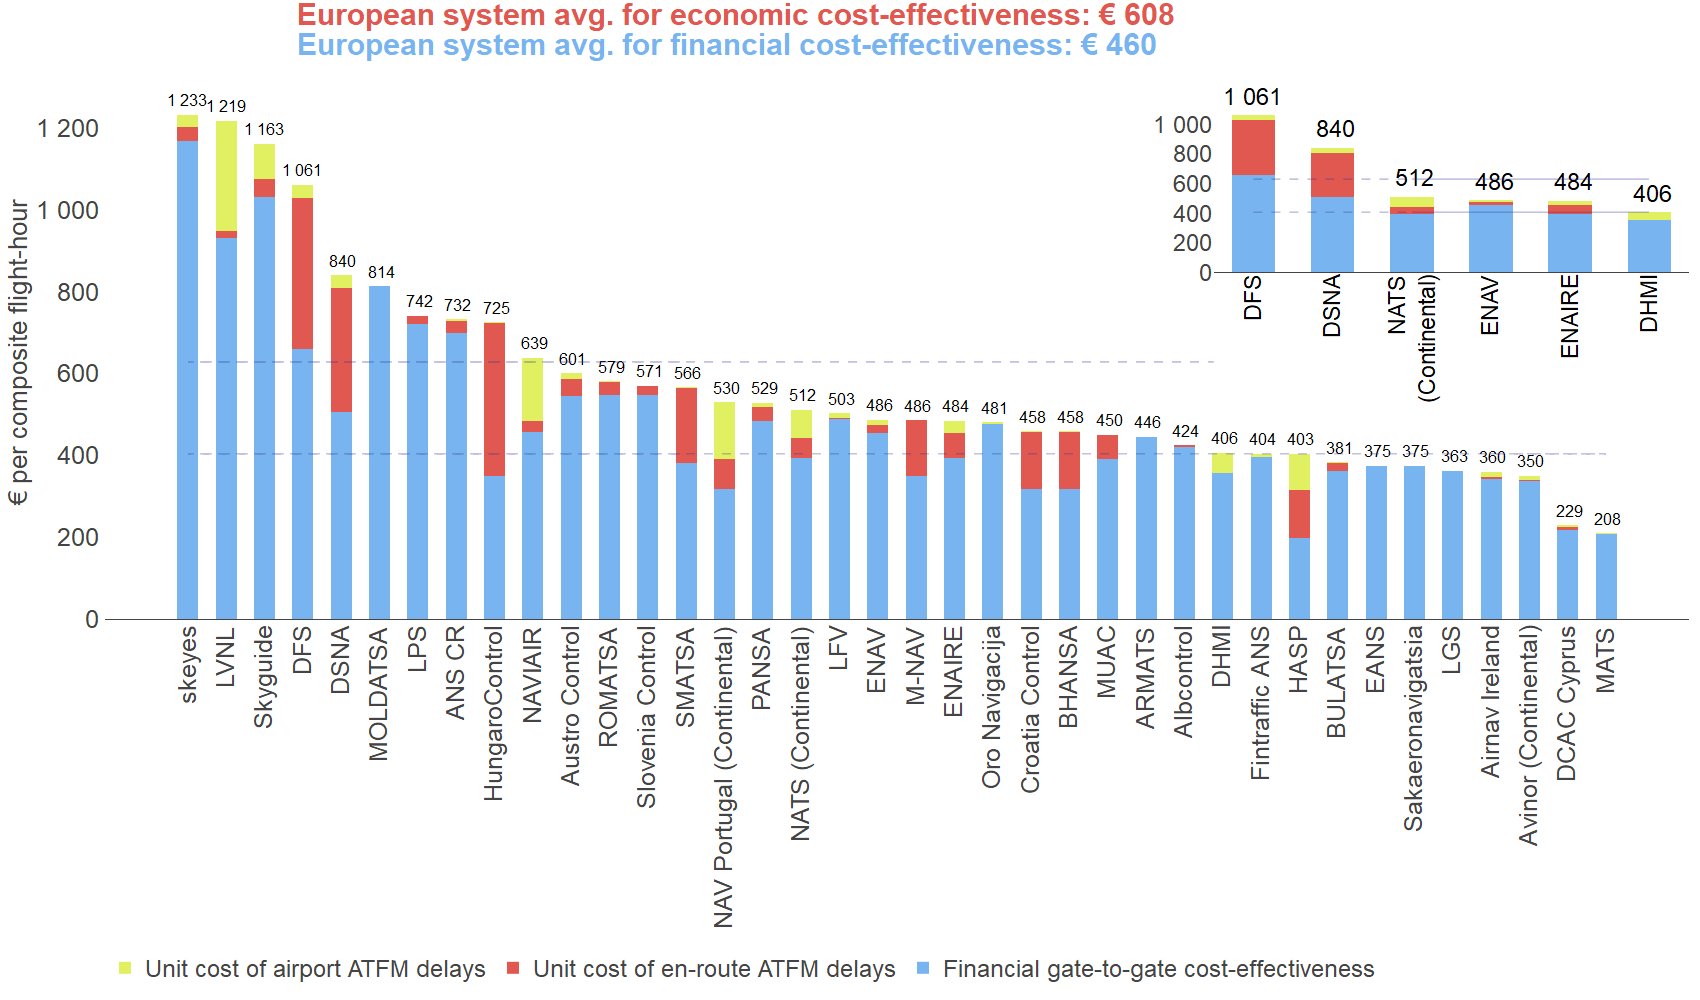 European system avg. for economic cost-effectiveness: € 608
European system avg. for financial cost-effectiveness: € 460
€ per composite flight-hour
1 200
1 000
800
600
400
200
0
1 233
1 219
1 163
1 061
840
814
742
732
725
639
601
579
571
566
530
529
512
503
486
486
484
481
458
458
450
446
424
406
404
403
381
375
375
363
360
350
229
208
skeyes
LVNL
Skyguide
DFS
DSNA
MOLDATSA
LPS
ANS CR
HungaroControl
NAVIAIR
Austro Control
ROMATSA
Slovenia Control
SMATSA
NAV Portugal (Continental)
PANSA
NATS (Continental)
LFV
ENAV
M-NAV
ENAIRE
Oro Navigacija
Croatia Control
BHANSA
MUAC
ARMATS
Albcontrol
DHMI
Fintraffic ANS
HASP
BULATSA
EANS
Sakaeronavigatsia
LGS
Airnav Ireland
Avinor (Continental)
DCAC Cyprus
MATS
1 000
800
600
400
200
0
1 061
840
512
486
484
406
DFS
DSNA
NATS
(Continental)
ENAV
ENAIRE
DHMI
Unit cost of airport ATFM delays
Unit cost of en-route ATFM delays
Financial gate-to-gate cost-effectiveness